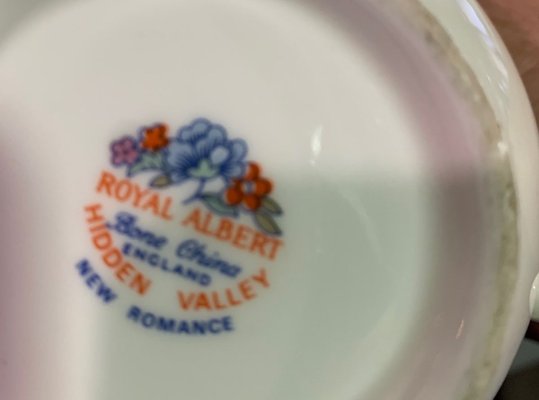 ROYAL ALBERT
Bone China
ENGLAND
HIDDEN VALLEY
NEW ROMANCE